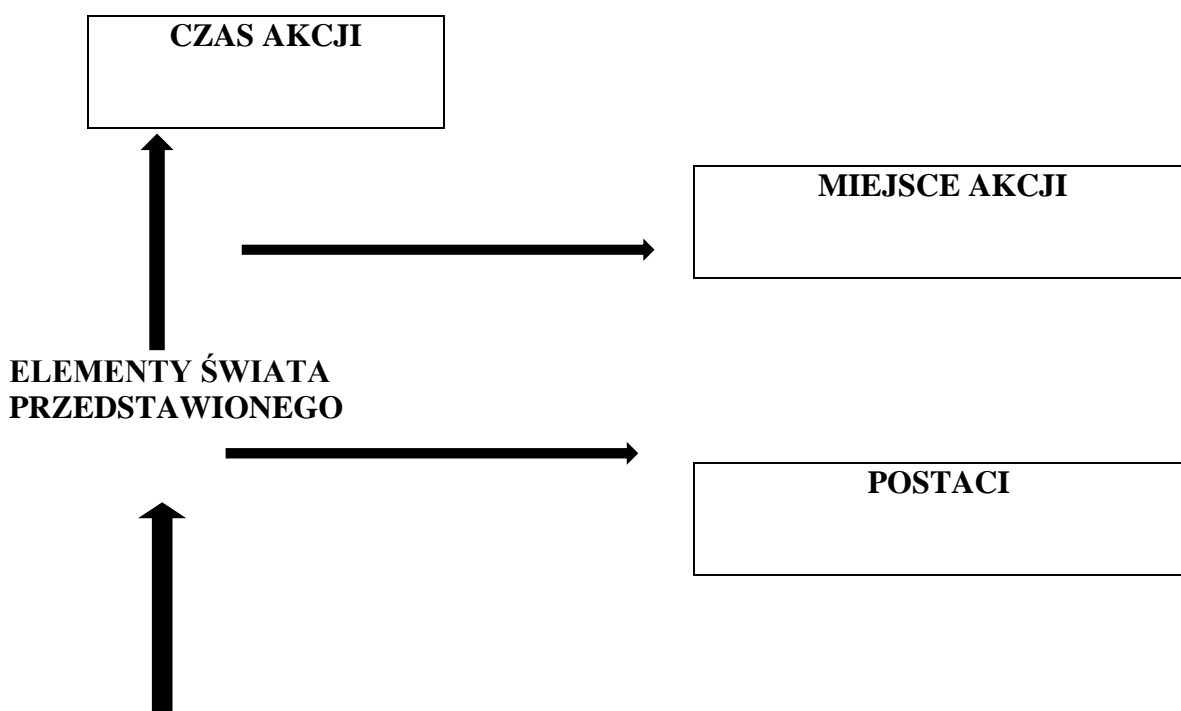 CZAS AKCJI
MIEJSCE AKCJI
ELEMENTY ŚWIATA
PRZEDSTAWIONEGO
POSTACI